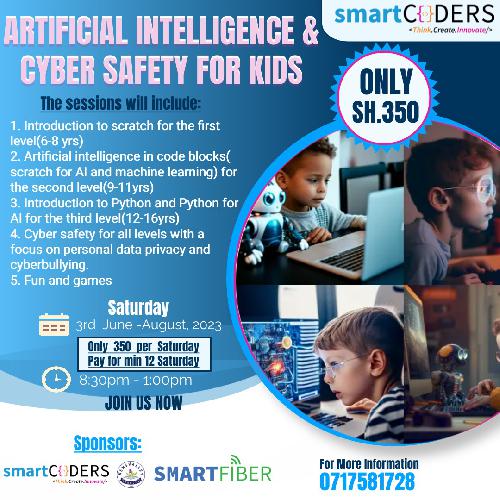 smartCODERS
<Think.Create.Innovate/>
ARTIFICIAL INTELLIGENCE &
CYBER SAFETY FOR KIDS
ONLY
SH.350
The sessions will include:
1. Introduction to scratch for the first
level(6-8 yrs)
2. Artificial intelligence in code blocks(
scratch for AI and machine learning) for
the second level(9-11yrs)
3. Introduction to Python and Python for
AI for the third level(12-16yrs)
4. Cyber safety for all levels with a
focus on personal data privacy and
cyberbullying.
5. Fun and games
Saturday
3rd June -August, 2023
Only 350 per Saturday
Pay for min 12 Saturday
8:30pm - 1:00pm
JOIN US NOW
Sponsors:
smartCODERS
<Think.Create.Innovate/>
SMARTFIBER
For More Information
0717581728